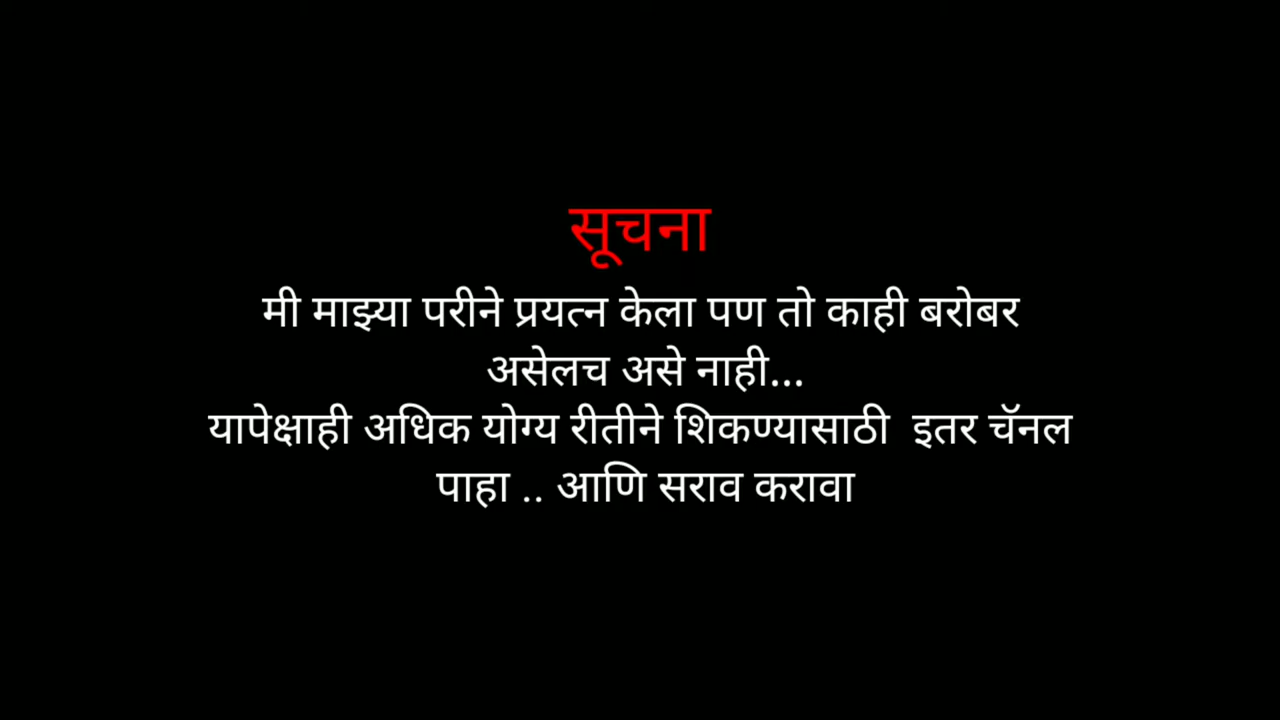 सूचना
मी माझ्या परीने प्रयत्न केला पण तो काही बरोबर
असेलच असे नाही...
यापेक्षाही अधिक योग्य रीतीने शिकण्यासाठी  इतर चॅनल
पाहा .. आणि सराव करावा